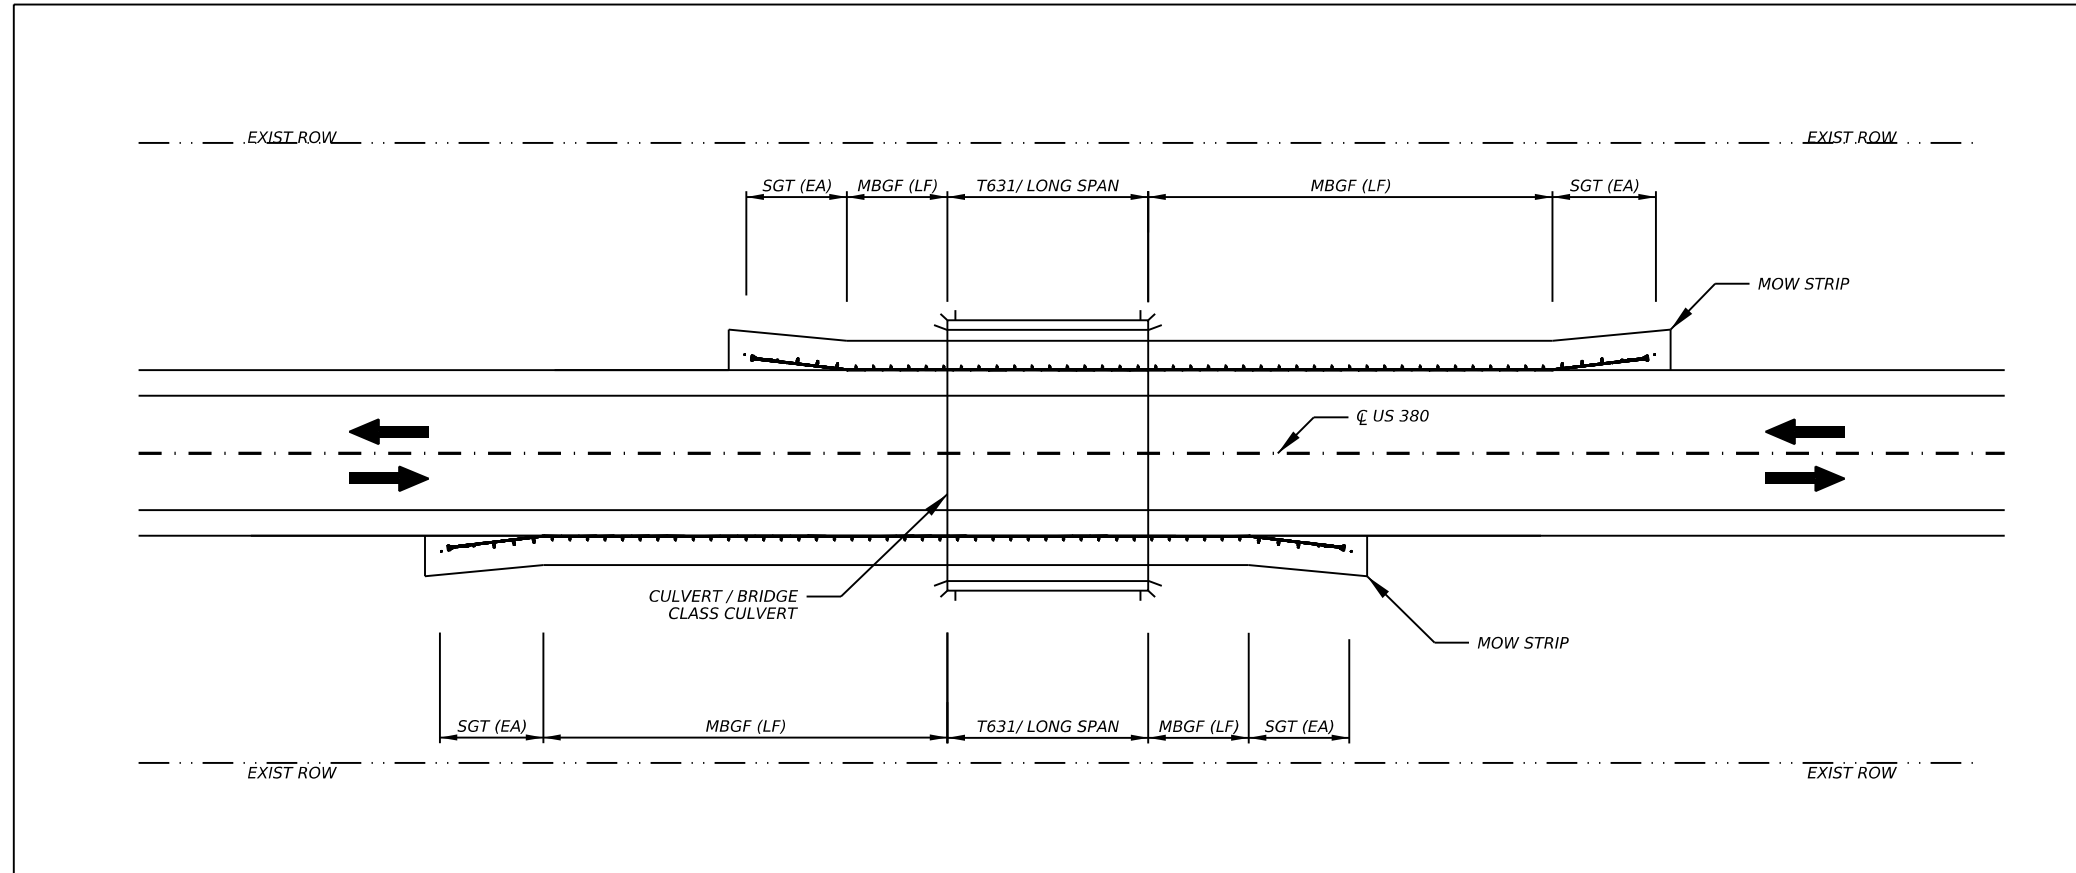 EXIST ROW
EXIST ROW
SGT (EA)
MBGF (LF)
T631/ LONG SPAN
MBGF (LF)
SGT (EA)
MOW STRIP
℄ US 380
CULVERT / BRIDGE
CLASS CULVERT
MOW STRIP
SGT (EA)
MBGF (LF)
T631/ LONG SPAN
MBGF (LF)
SGT (EA)
EXIST ROW
EXIST ROW